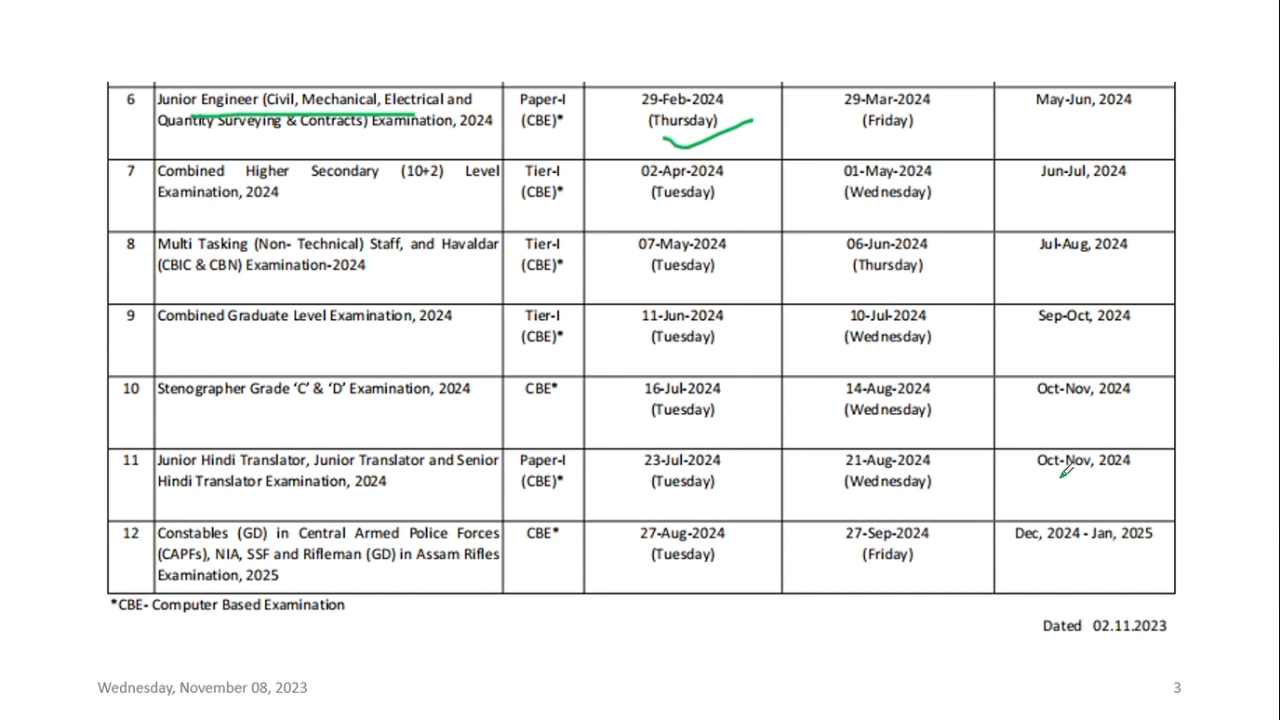 6 Junior Engineer (Civil, Mechanical, Electrical and Paper-I 29-Feb-2024 29-Mar-2024 May-Jun, 2024
Quantity Surveying & Contracts) Examination, 2024 (CBE)* (Thursday) (Friday)
7 Combined Higher Secondary (10+2) Level Tier-I 02-Apr-2024 01-May-2024 Jun-Jul, 2024
Examination, 2024 (CBE)* (Tuesday) (Wednesday)
8 Multi Tasking (Non- Technical) Staff, and Havaldar Tier-I 07-May-2024 06-Jun-2024 Jul-Aug, 2024
(CBIC & CBN) Examination-2024 (CBE)* (Tuesday) (Thursday)
9 Combined Graduate Level Examination, 2024 Tier-I 11-Jun-2024 10-Jul-2024 Sep-Oct, 2024
(CBE)* (Tuesday) (Wednesday)
10 Stenographer Grade ‘C’ & ‘D’ Examination, 2024 CBE* 16-Jul-2024 14-Aug-2024 Oct-Nov, 2024
(Tuesday) (Wednesday)
11 Junior Hindi Translator, Junior Translator and Senior Paper-I 23-Jul-2024 21-Aug-2024 Oct-Nov, 2024
Hindi Translator Examination, 2024 (CBE)* (Tuesday) (Wednesday)
12 Constables (GD) in Central Armed Police Forces CBE* 27-Aug-2024 27-Sep-2024 Dec, 2024 - Jan, 2025
(CAPFs), NIA, SSF and Rifleman (GD) in Assam Rifles (Tuesday) (Friday)
Examination, 2025
*CBE- Computer Based Examination
Dated 02.11.2023
Wednesday, November 08, 2023 3